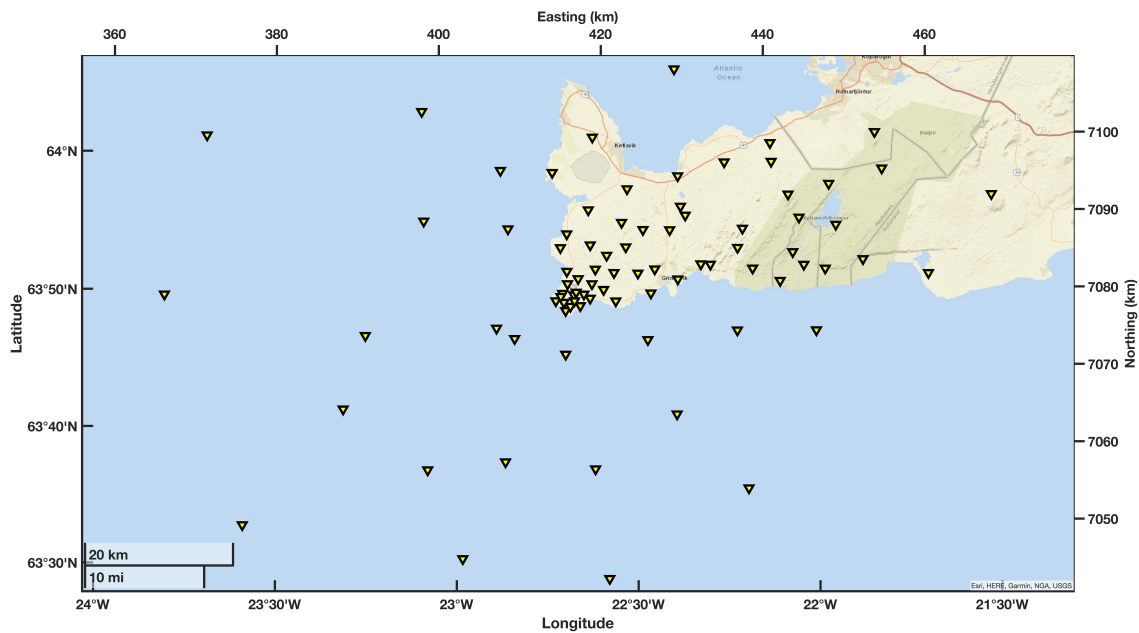 Easting (km)
360 380 400 420 440 460
Atlantic
Ocean
Hafnarfjörður
Keflavik
64°N
63°50'N
63°40'N
63°30'N
Latitude
7100
7090
7080
7070
7060
7050
Northing (km)
20 km
10 mi
Esri, HERE, Garmin, NGA, USGS
24°W 23°30'W 23°W 22°30'W 22°W 21°30'W
Longitude